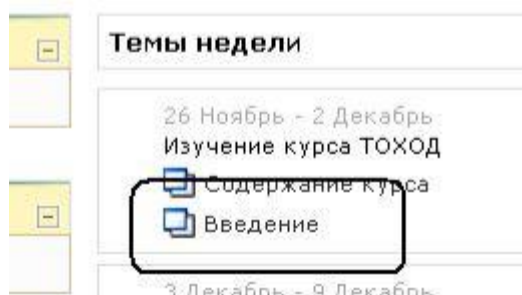 Темы недели
26 Ноябрь - 2 Декабрь
Изучение курса ТОХОД
Содержание курса
Введение
3 Декабрь - 9 Декабрь